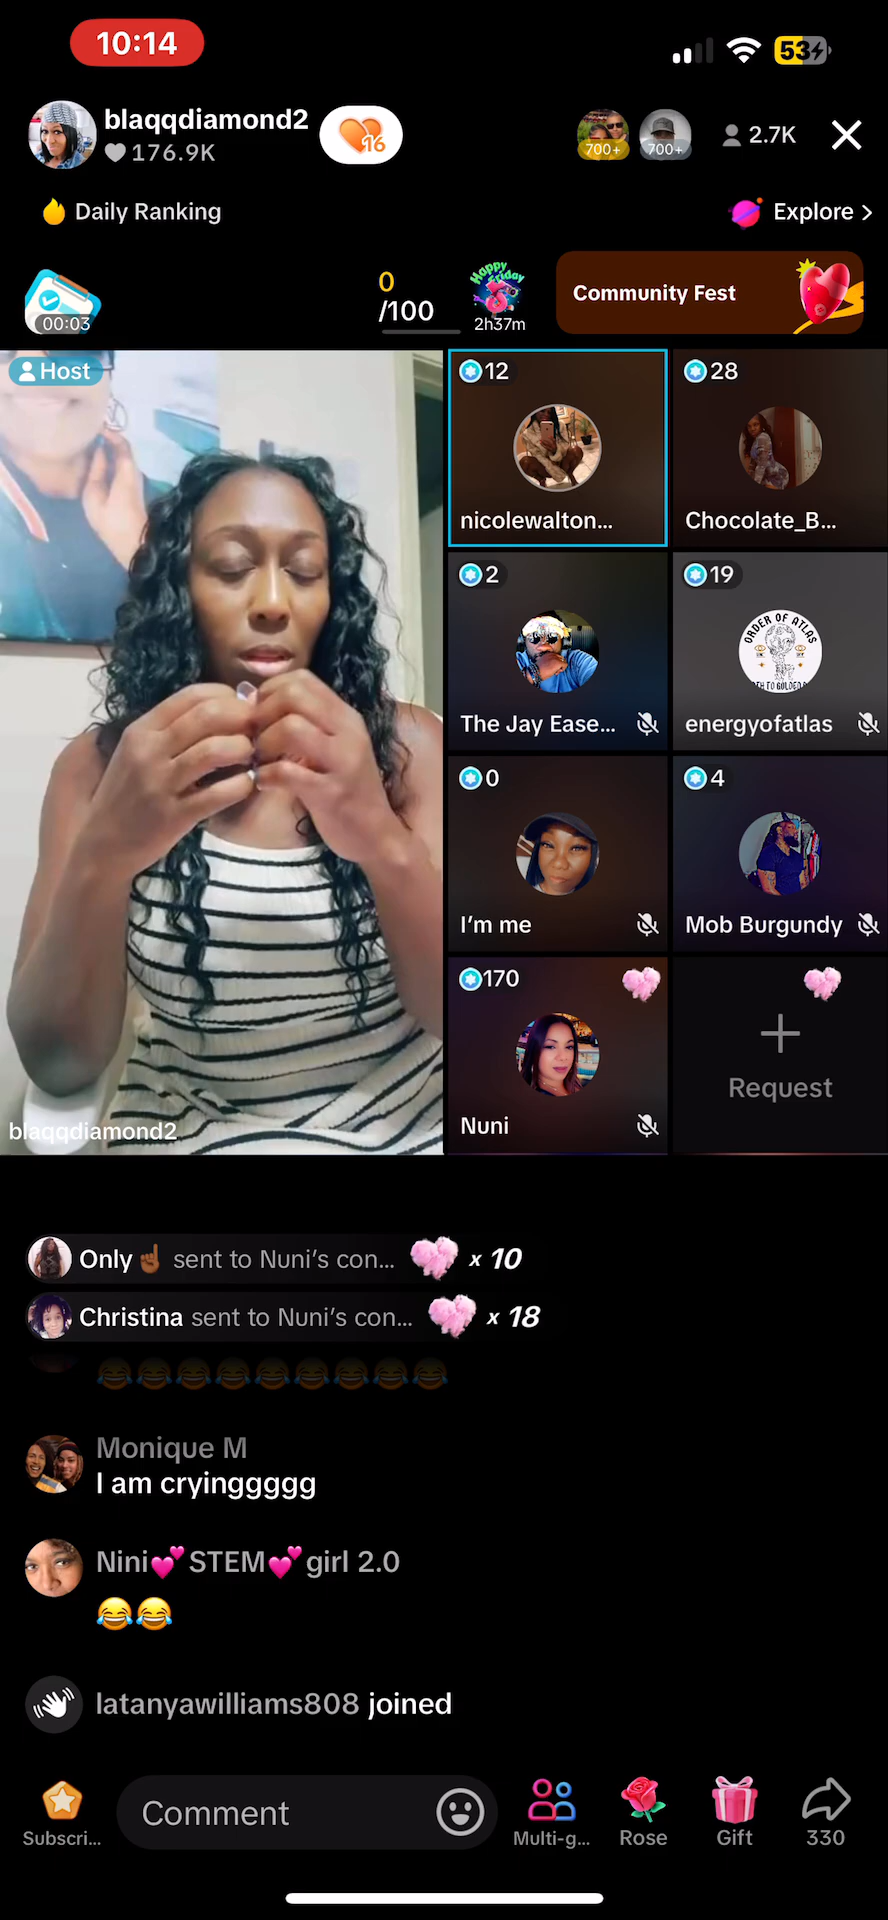 10:14
53
blaqqdiamond2
176.9K
16
700+
700+
2.7K
Daily Ranking
Explore >
00:03
0
/100
Happy
Friday
2h37m
Community Fest
Host
12
28
nicolewalton...
Chocolate_B...
2
19
ORDER OF ATLAS
The Jay Ease...
energyofatlas
0
4
I'm me
Mob Burgundy
170
Nuni
Request
blaqqdiamond2
Only☝🏾 sent to Nuni's con... x 10
Christina sent to Nuni's con... x 18
😂😂😂😂😂😂😂😂😂
Monique M
I am cryinggggg
Nini💕STEM💕girl 2.0
😂😂
latanyawilliams808 joined
Comment
Subscri...
Multi-g...
Rose
Gift
330